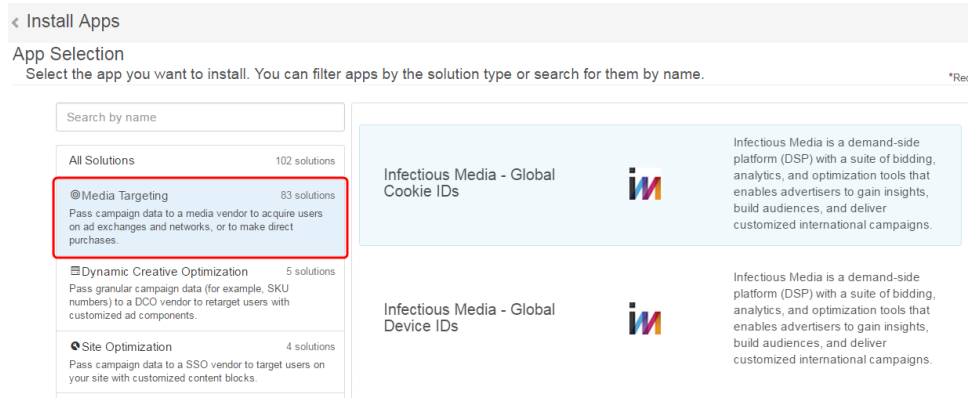 Install Apps
App Selection
Select the app you want to install. You can filter apps by the solution type or search for them by name.
Search by name
All Solutions 102 solutions
Media Targeting 83 solutions
Pass campaign data to a media vendor to acquire users
on ad exchanges and networks, or to make direct
purchases.
Dynamic Creative Optimization 5 solutions
Pass granular campaign data (for example, SKU
numbers) to a DCO vendor to retarget users with
customized ad components.
Site Optimization 4 solutions
Pass campaign data to a SSO vendor to target users on
your site with customized content blocks.
Infectious Media - Global
Cookie IDs
im
Infectious Media is a demand-side
platform (DSP) with a suite of bidding,
analytics, and optimization tools that
enables advertisers to gain insights,
build audiences, and deliver
customized international campaigns.
Infectious Media - Global
Device IDs
im
Infectious Media is a demand-side
platform (DSP) with a suite of bidding,
analytics, and optimization tools that
enables advertisers to gain insights,
build audiences, and deliver
customized international campaigns.